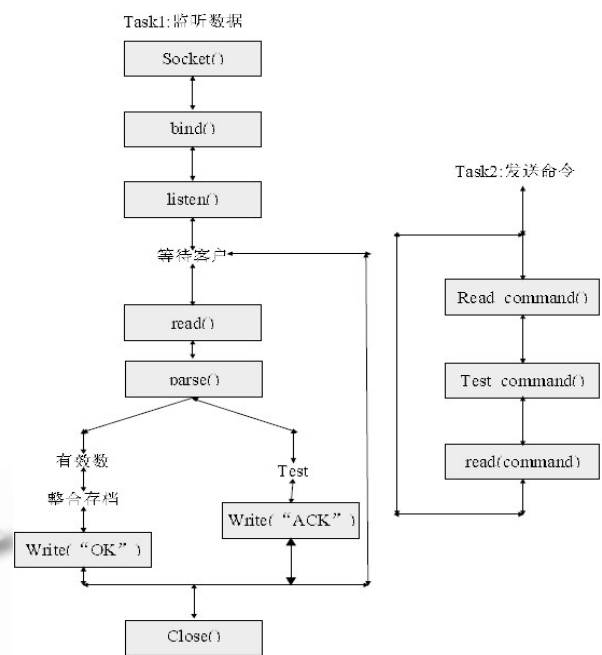 Task1:监听数据
Socket()
bind()
listen()
等待客户
read()
parse()
有效数
整合存档
Write(“OK”)
Test
Write(“ACK”)
Close()
Task2:发送命令
Read command()
Test command()
read(command)